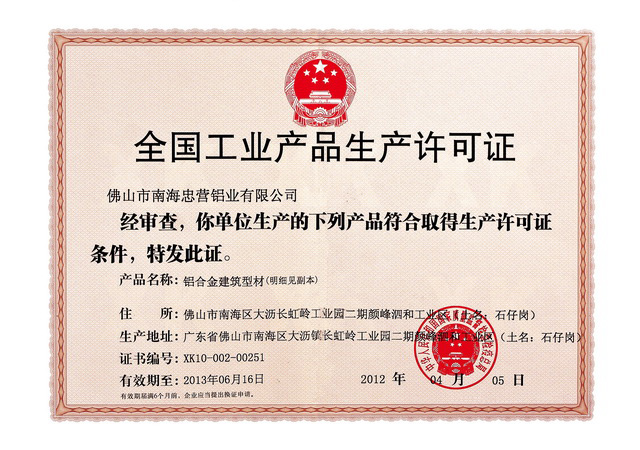 全国工业产品生产许可证
佛山市南海忠营铝业有限公司
经审查，你单位生产的下列产品符合取得生产许可证
条件，特发此证。
产品名称：铝合金建筑型材(明细见副本)
住　　所：佛山市南海区大沥长虹岭工业园二期颜峰泗和工业区（土名：石仔岗）
生产地址：广东省佛山市南海区大沥镇长虹岭工业园二期颜峰泗和工业区（土名：石仔岗）
证书编号：XK10-002-00251
有效期至：2013年06月16日
2012 年 04 月 05 日
有效期届满6个月前，企业应当提出换证申请。